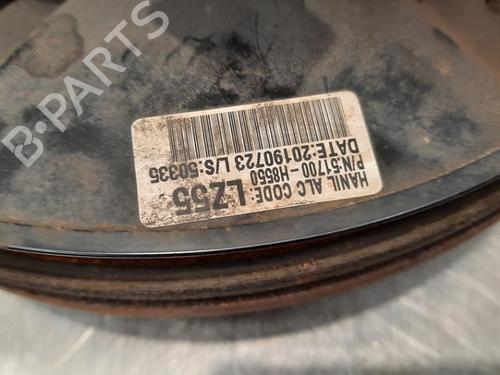 HANIL ALC CODE: LZ55
P/N:51700-H8550
DATE:20190723 L/S:50335
B-PARTS